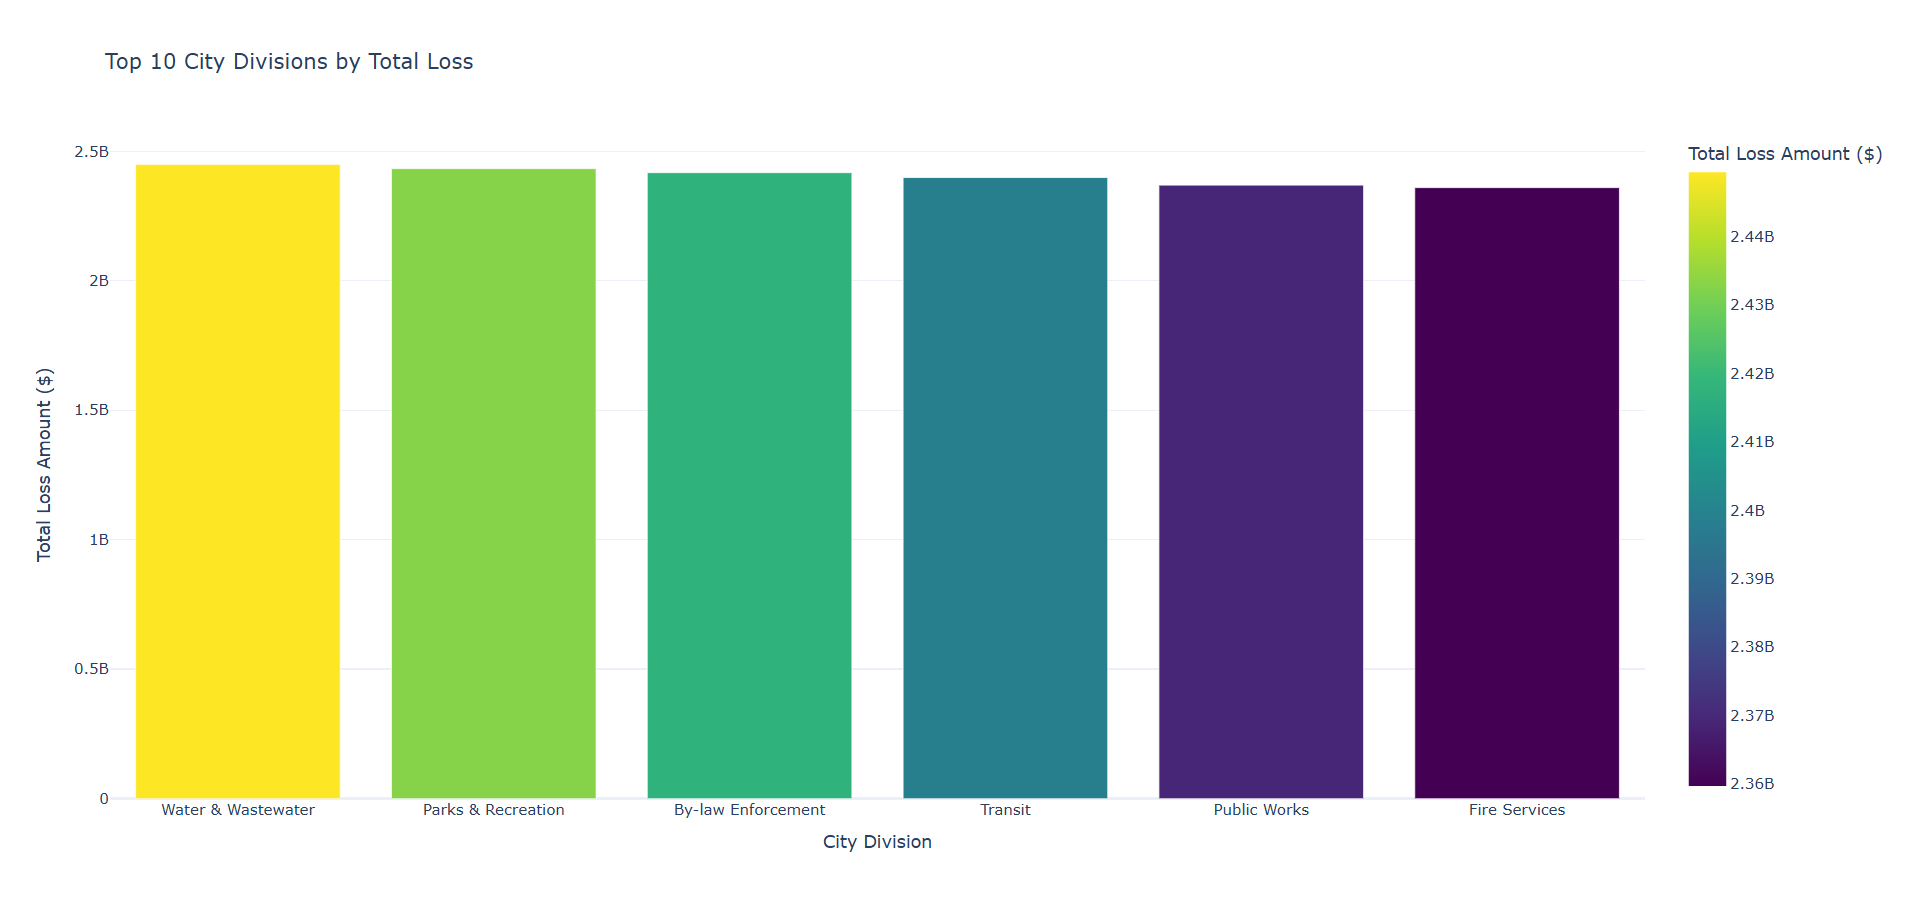 Top 10 City Divisions by Total Loss
Total Loss Amount ($)
2.5B
2B
1.5B
1B
0.5B
0
Water & Wastewater
Parks & Recreation
By-law Enforcement
Transit
Public Works
Fire Services
City Division
Total Loss Amount ($)
2.44B
2.43B
2.42B
2.41B
2.4B
2.39B
2.38B
2.37B
2.36B